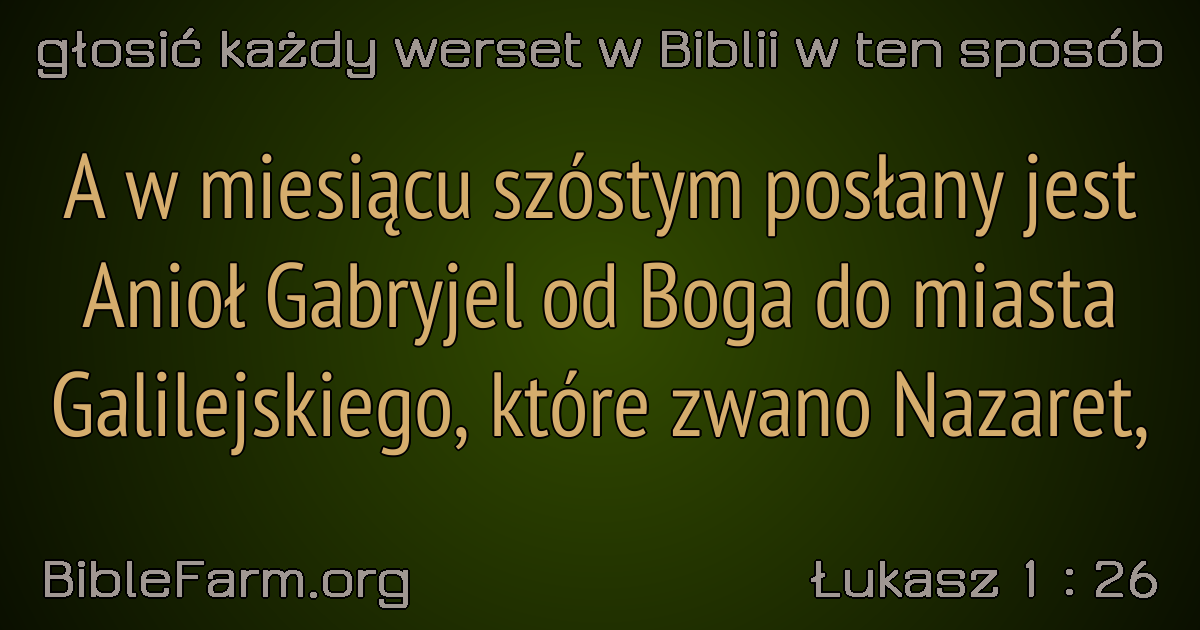 głosić każdy werset w Biblii w ten sposób
A w miesiącu szóstym posłany jest
Anioł Gabryjel od Boga do miasta
Galilejskiego, które zwano Nazaret,
BibleFarm.org
Łukasz 1 : 26